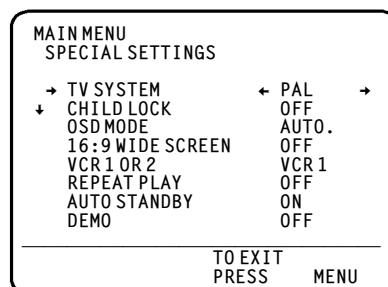 MAIN MENU
SPECIAL SETTINGS
→ TV SYSTEM ← PAL →
↓ CHILD LOCK OFF
OSD MODE AUTO.
16:9 WIDE SCREEN OFF
VCR 1 OR 2 VCR 1
REPEAT PLAY OFF
AUTO STANDBY ON
DEMO OFF
TO EXIT
PRESS MENU